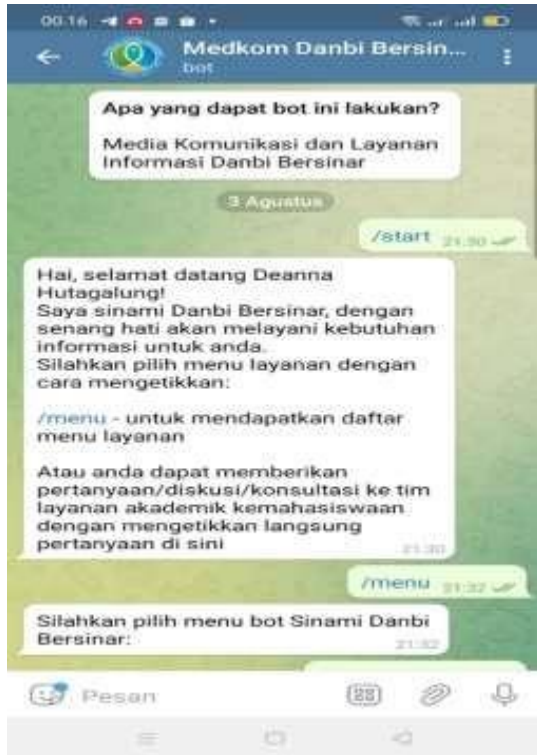 00.16
Medkom Danbi Bersin...
bot
Apa yang dapat bot ini lakukan?
Media Komunikasi dan Layanan
Informasi Danbi Bersinar
3 Agustus
/start 21.30
Hai, selamat datang Deanna
Hutagalung!
Saya sinami Danbi Bersinar, dengan
senang hati akan melayani kebutuhan
informasi untuk anda.
Silahkan pilih menu layanan dengan
cara mengetikkan:
/menu - untuk mendapatkan daftar
menu layanan
Atau anda dapat memberikan
pertanyaan/diskusi/konsultasi ke tim
layanan akademik kemahasiswaan
dengan mengetikkan langsung
pertanyaan di sini
21.30
/menu 21.32
Silahkan pilih menu bot Sinami Danbi
Bersinar:
21.32
Pesan